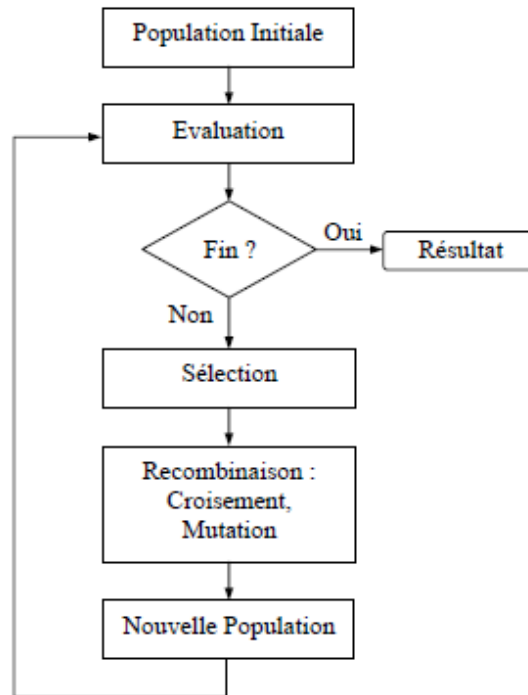 Population Initiale
Evaluation
Fin ?
Oui
Résultat
Non
Sélection
Recombinaison :
Croisement,
Mutation
Nouvelle Population